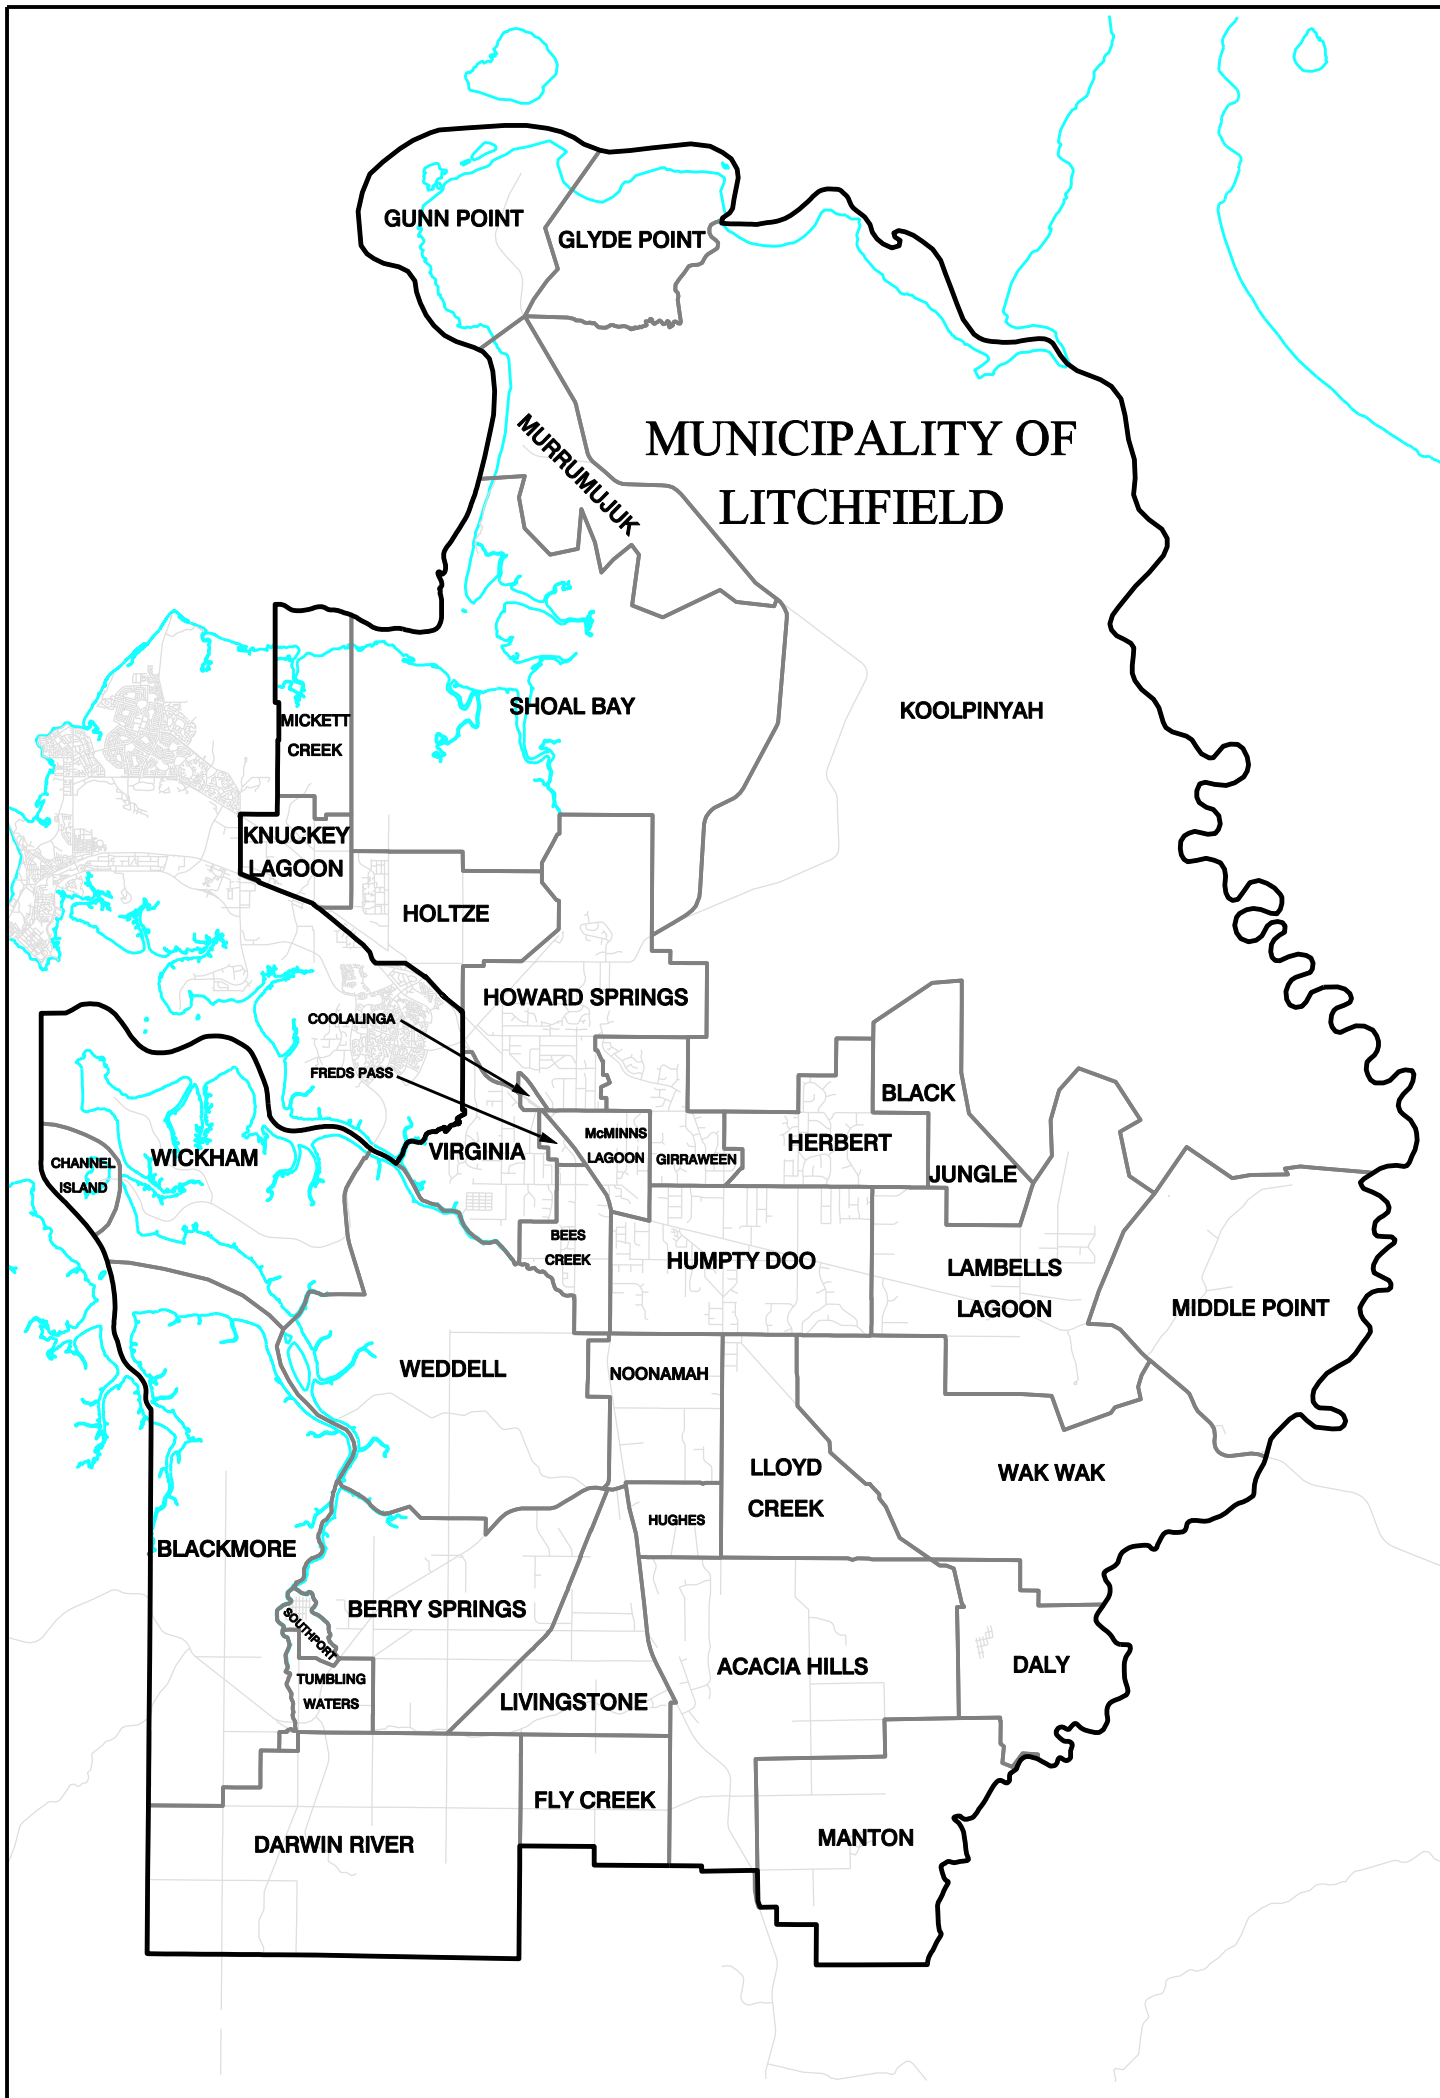 GUNN POINT
GLYDE POINT
MUNICIPALITY OF
LITCHFIELD
MURRUMUJUK
SHOAL BAY
KOOLPINYAH
MICKETT
CREEK
KNUCKEY
LAGOON
HOLTZE
HOWARD SPRINGS
COOLALINGA
FREDS PASS
BLACK
JUNGLE
McMINNS
LAGOON
GIRRAWEEN
HERBERT
VIRGINIA
WICKHAM
CHANNEL
ISLAND
BEES
CREEK
HUMPTY DOO
LAMBELLS
LAGOON
MIDDLE POINT
WEDDELL
NOONAMAH
LLOYD
CREEK
WAK WAK
HUGHES
BLACKMORE
BERRY SPRINGS
SOUTHPORT
TUMBLING
WATERS
LIVINGSTONE
ACACIA HILLS
DALY
FLY CREEK
DARWIN RIVER
MANTON